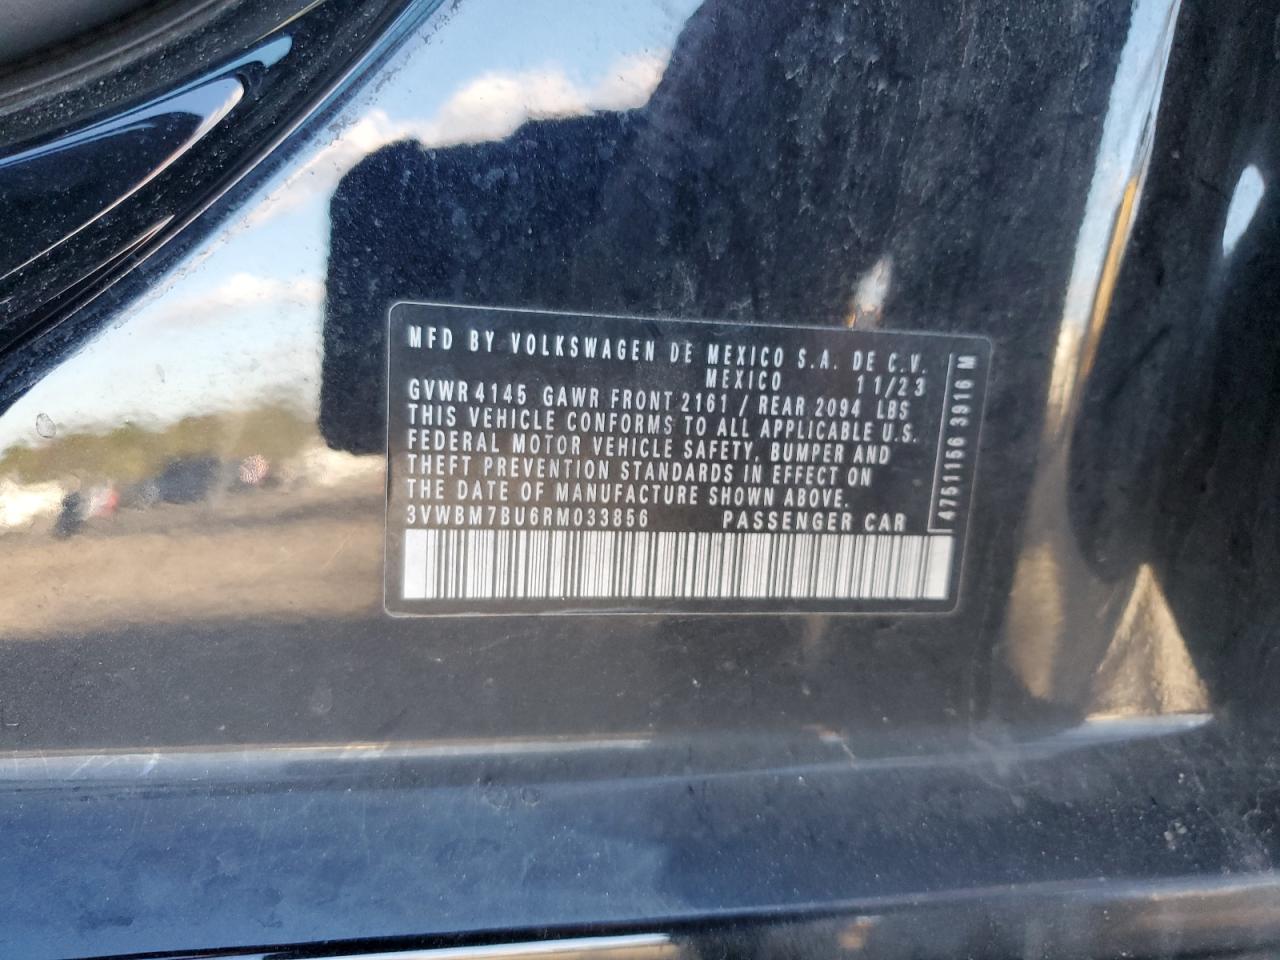 MFD BY VOLKSWAGEN DE MEXICO S.A. DE C.V.
MEXICO 11/23
GVWR 4145 GAWR FRONT 2161 / REAR 2094 LBS
THIS VEHICLE CONFORMS TO ALL APPLICABLE U.S.
FEDERAL MOTOR VEHICLE SAFETY, BUMPER AND
THEFT PREVENTION STANDARDS IN EFFECT ON
THE DATE OF MANUFACTURE SHOWN ABOVE.
3VWBM7BU6RM033856 PASSENGER CAR
4751156 3916 M